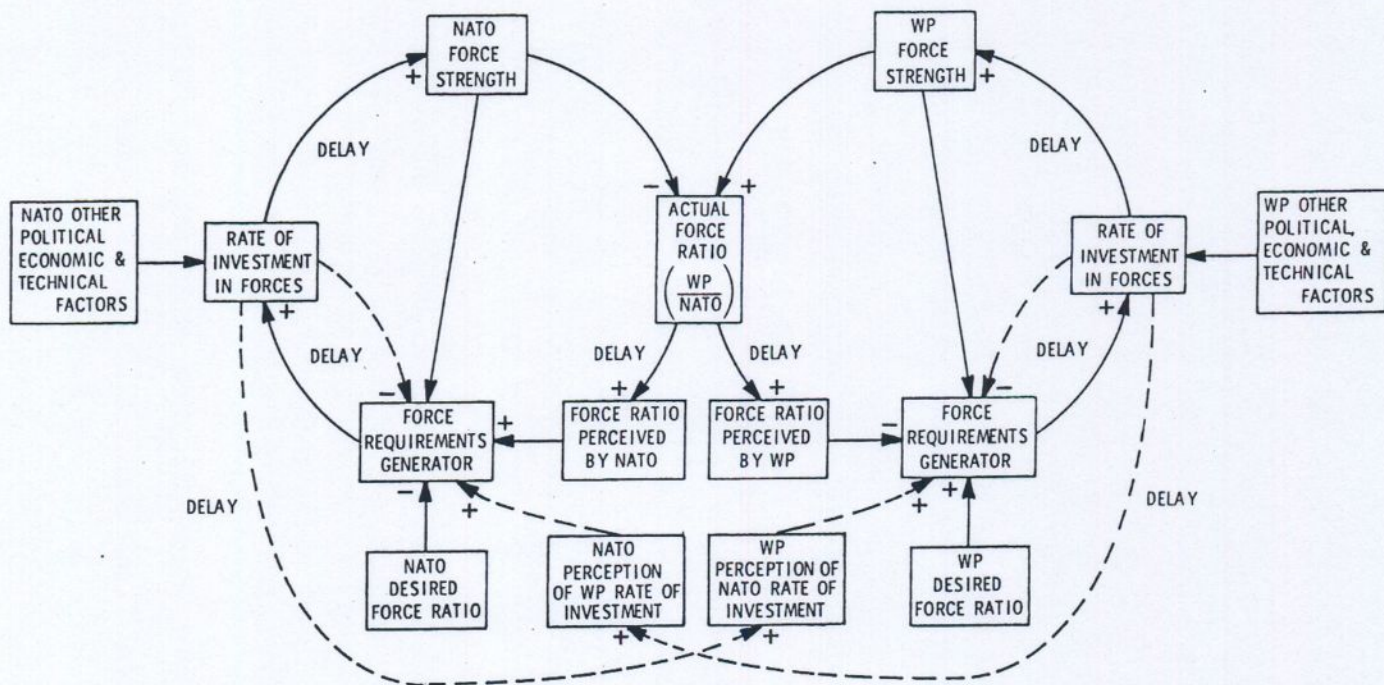 NATO
FORCE
STRENGTH
+
WP
FORCE
STRENGTH
+
DELAY
DELAY
NATO OTHER
POLITICAL
ECONOMIC &
TECHNICAL
FACTORS
RATE OF
INVESTMENT
IN FORCES
+
-
+
ACTUAL
FORCE
RATIO
(WP
NATO)
RATE OF
INVESTMENT
IN FORCES
+
WP OTHER
POLITICAL,
ECONOMIC &
TECHNICAL
FACTORS
DELAY
DELAY
DELAY
DELAY
-
FORCE
REQUIREMENTS
GENERATOR
+
-
+
+
FORCE RATIO
PERCEIVED
BY NATO
+
FORCE RATIO
PERCEIVED
BY WP
-
-
FORCE
REQUIREMENTS
GENERATOR
+
+
DELAY
DELAY
NATO
DESIRED
FORCE RATIO
NATO
PERCEPTION
OF WP RATE OF
INVESTMENT
+
WP
PERCEPTION OF
NATO RATE OF
INVESTMENT
+
WP
DESIRED
FORCE RATIO